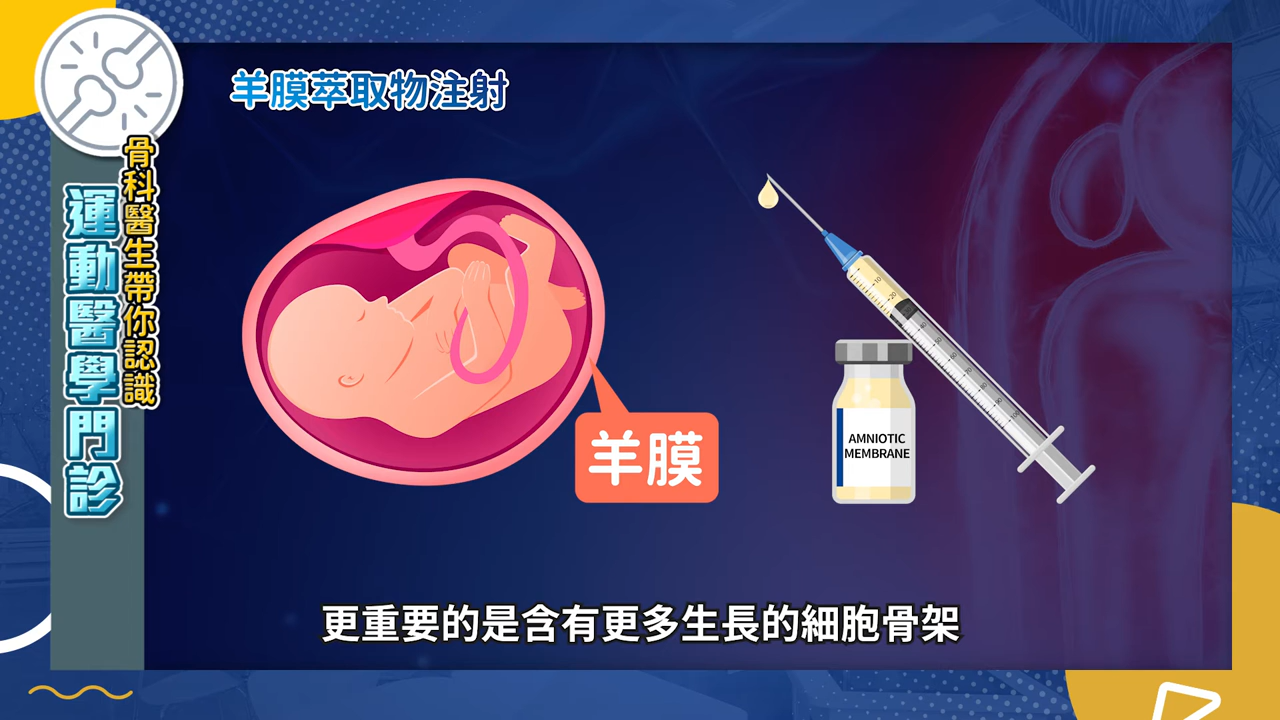 骨科醫生帶你認識
運動醫學門診
羊膜萃取物注射
羊膜
AMNIOTIC
MEMBRANE
更重要的是含有更多生長的細胞骨架